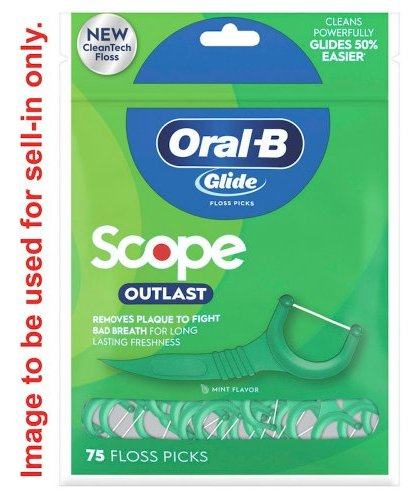 Image to be used for sell-in only.
NEW
CleanTech
Floss
CLEANS
POWERFULLY
GLIDES 50%
EASIER*
Oral-B
Glide
FLOSS PICKS
Scope
OUTLAST
REMOVES PLAQUE TO FIGHT
BAD BREATH FOR LONG
LASTING FRESHNESS
MINT FLAVOR
75 FLOSS PICKS